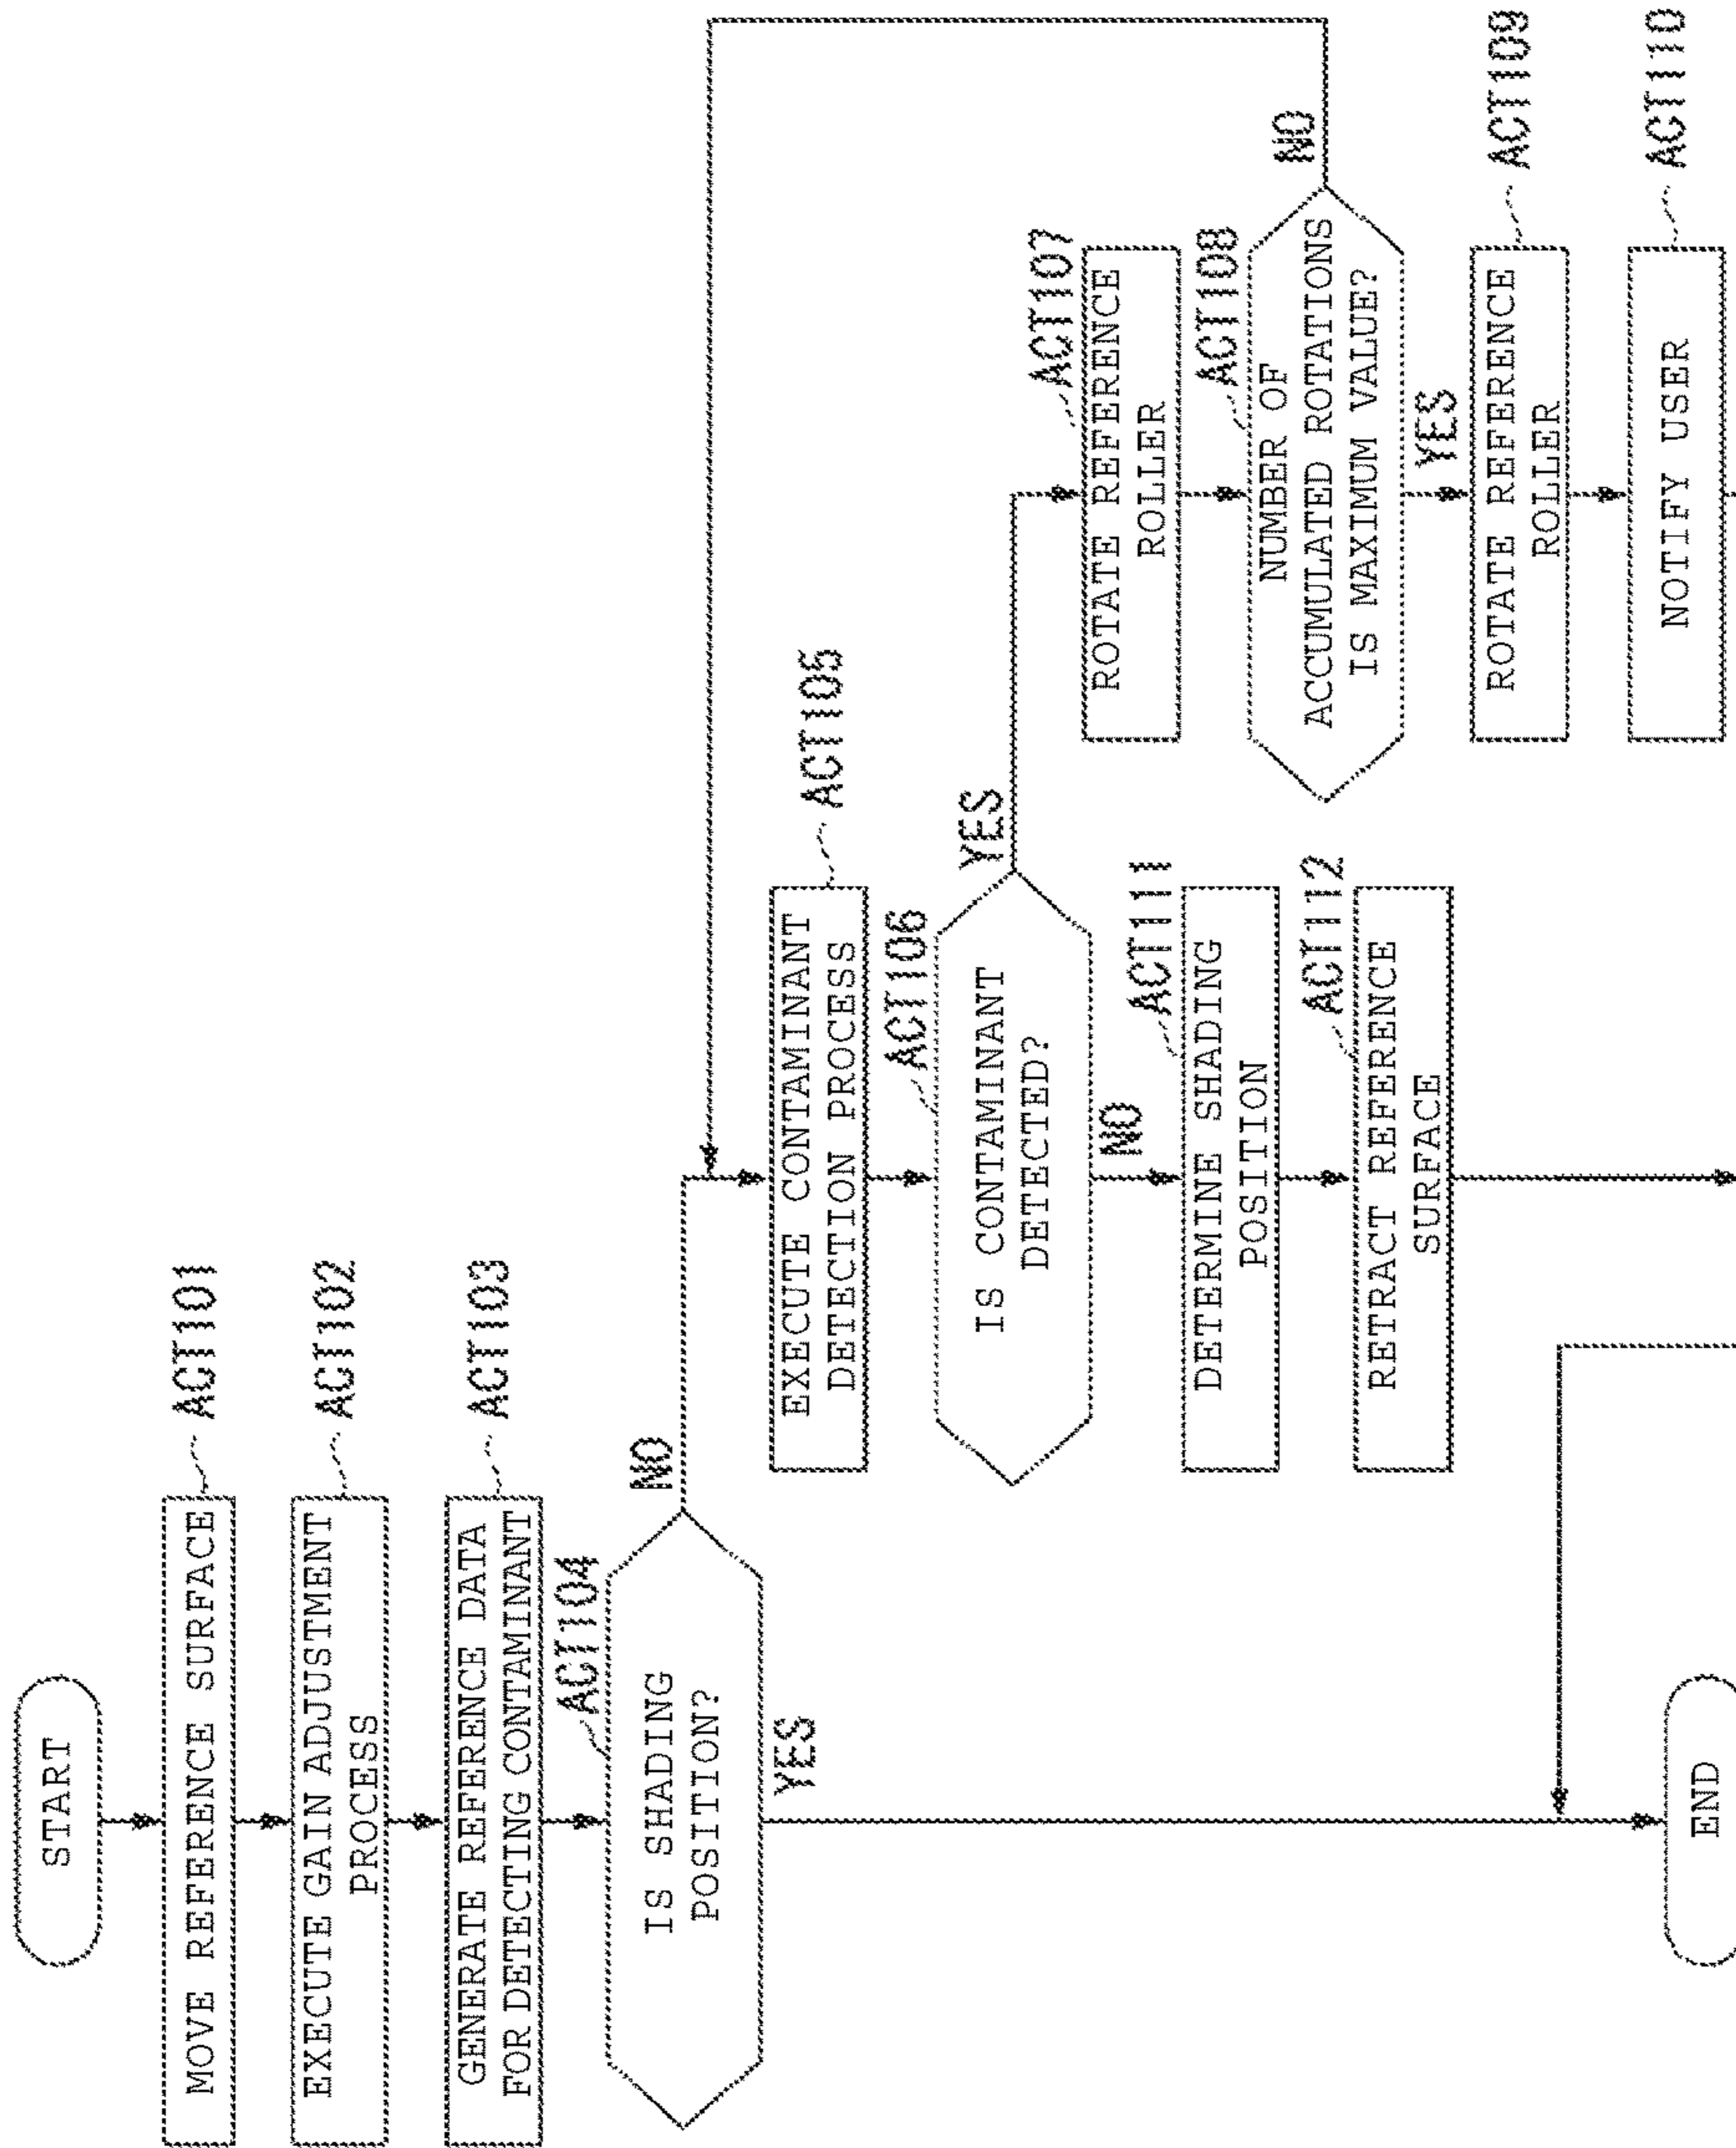 START
MOVE REFERENCE SURFACE
ACT101
EXECUTE GAIN ADJUSTMENT
PROCESS
ACT102
GENERATE REFERENCE DATA
FOR DETECTING CONTAMINANT
ACT103
ACT104
IS SHADING
POSITION?
NO
YES
EXECUTE CONTAMINANT
DETECTION PROCESS
ACT105
ACT106
IS CONTAMINANT
DETECTED?
YES
NO
ACT107
ROTATE REFERENCE
ROLLER
ACT108
NUMBER OF
ACCUMULATED ROTATIONS
IS MAXIMUM VALUE?
NO
YES
ROTATE REFERENCE
ROLLER
ACT109
NOTIFY USER
ACT110
ACT111
DETERMINE SHADING
POSITION
ACT112
RETRACT REFERENCE
SURFACE
END